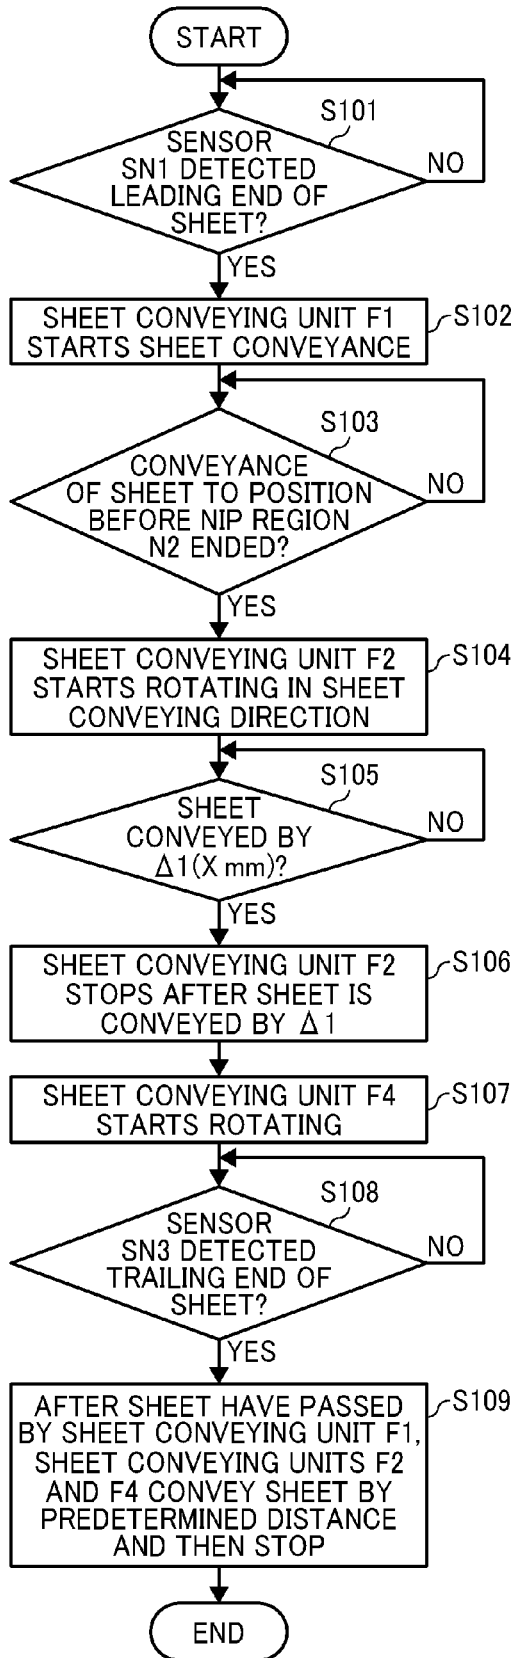 START
S101
SENSOR
SN1 DETECTED
LEADING END OF
SHEET?
NO
YES
SHEET CONVEYING UNIT F1
STARTS SHEET CONVEYANCE
S102
S103
CONVEYANCE
OF SHEET TO POSITION
BEFORE NIP REGION
N2 ENDED?
NO
YES
SHEET CONVEYING UNIT F2
STARTS ROTATING IN SHEET
CONVEYING DIRECTION
S104
S105
SHEET
CONVEYED BY
Δ1(X mm)?
NO
YES
SHEET CONVEYING UNIT F2
STOPS AFTER SHEET IS
CONVEYED BY Δ1
S106
SHEET CONVEYING UNIT F4
STARTS ROTATING
S107
S108
SENSOR
SN3 DETECTED
TRAILING END OF
SHEET?
NO
YES
AFTER SHEET HAVE PASSED
BY SHEET CONVEYING UNIT F1,
SHEET CONVEYING UNITS F2
AND F4 CONVEY SHEET BY
PREDETERMINED DISTANCE
AND THEN STOP
S109
END